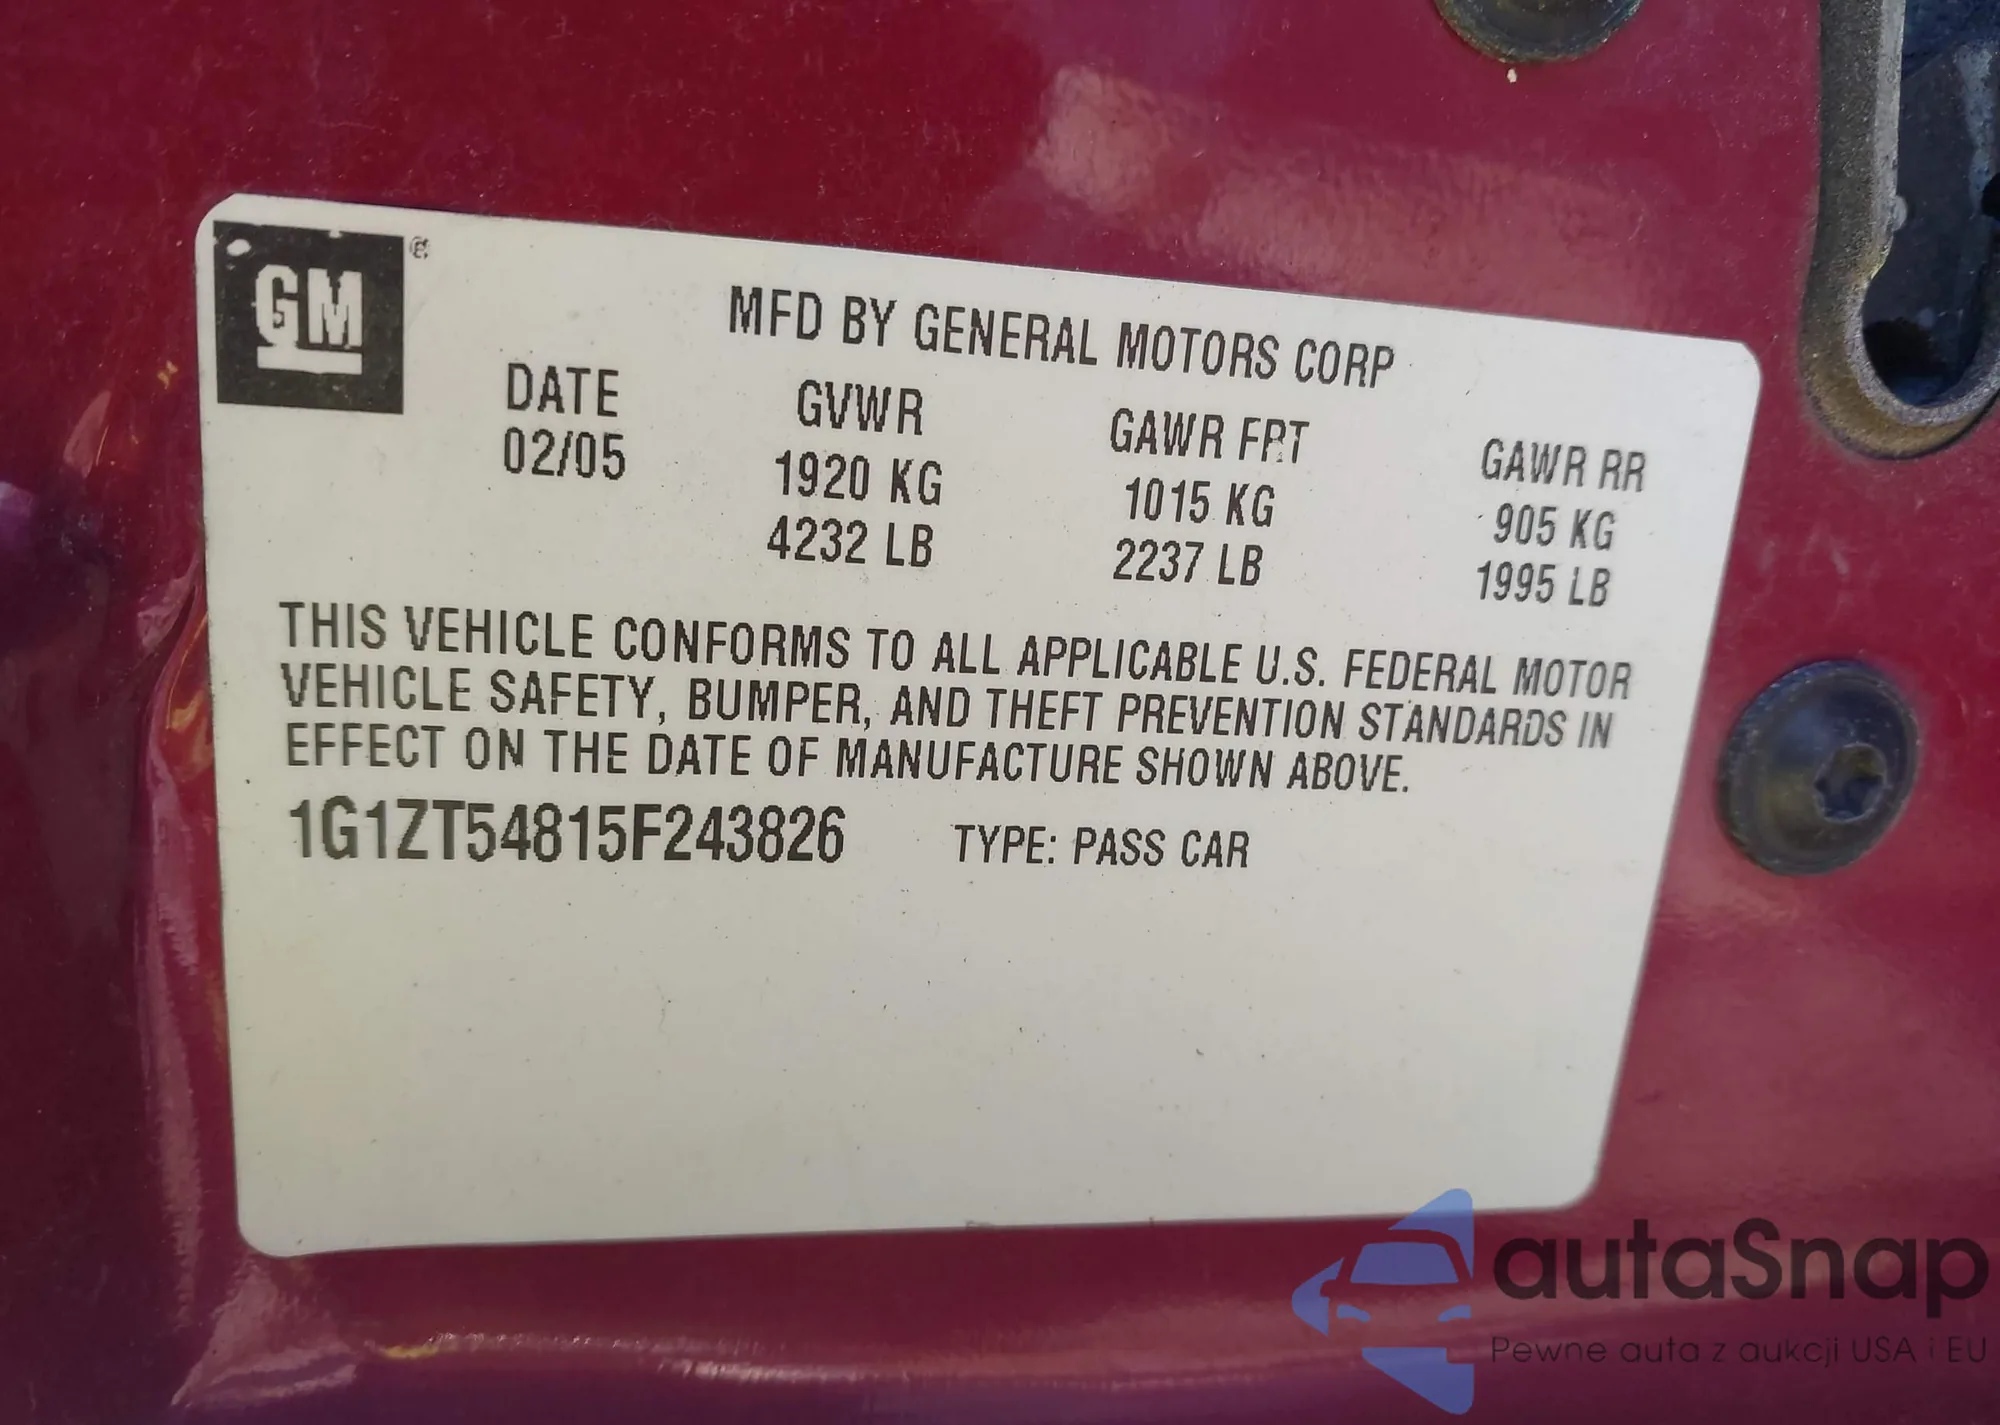 GM ®
MFD BY GENERAL MOTORS CORP
DATE GVWR GAWR FRT GAWR RR
02/05 1920 KG 1015 KG 905 KG
4232 LB 2237 LB 1995 LB
THIS VEHICLE CONFORMS TO ALL APPLICABLE U.S. FEDERAL MOTOR
VEHICLE SAFETY, BUMPER, AND THEFT PREVENTION STANDARDS IN
EFFECT ON THE DATE OF MANUFACTURE SHOWN ABOVE.
1G1ZT54815F243826 TYPE: PASS CAR
autaSnap
Pewne auta z aukcji USA i EU